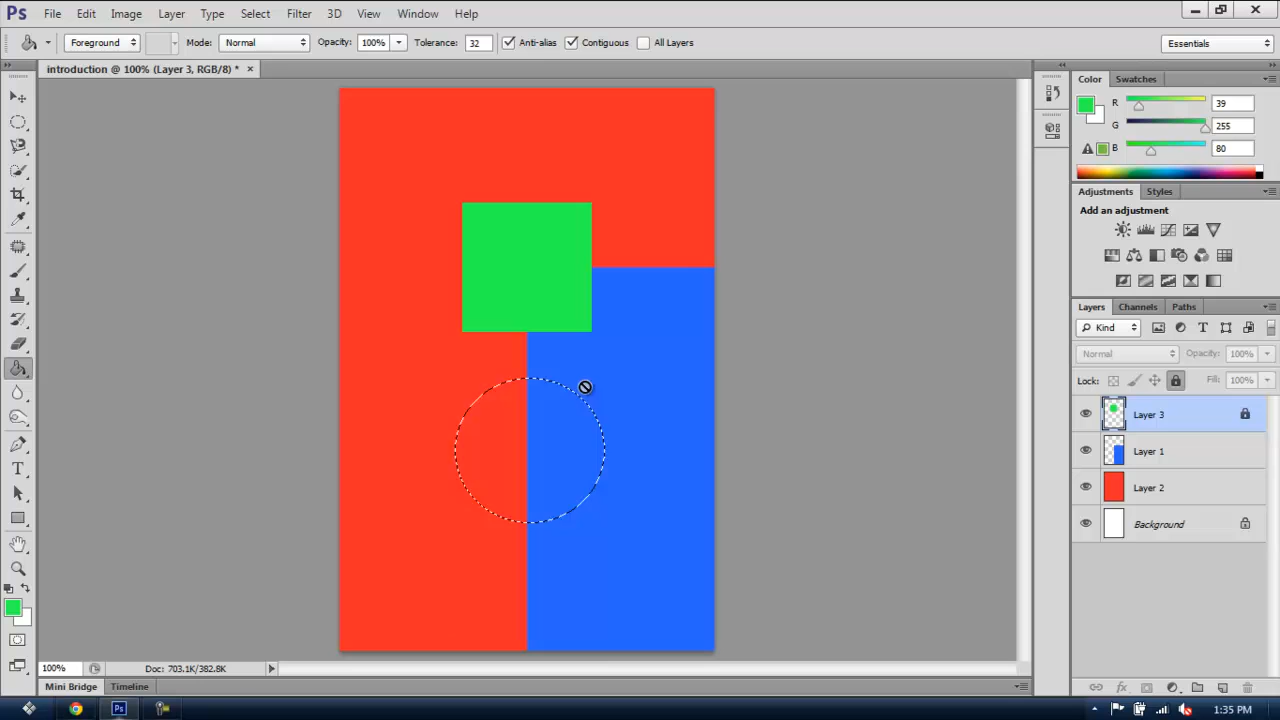 Ps File Edit Image Layer Type Select Filter 3D View Window Help
Foreground Mode: Normal Opacity: 100% Tolerance: 32 Anti-alias Contiguous All Layers Essentials
introduction @ 100% (Layer 3, RGB/8) * ×
Color Swatches
R 39
G 255
B 80
Adjustments Styles
Add an adjustment
Layers Channels Paths
Kind
Normal Opacity: 100%
Lock: Fill: 100%
Layer 3
Layer 1
Layer 2
Background
100% Doc: 703.1K/382.8K
Mini Bridge Timeline
Ps 1:35 PM